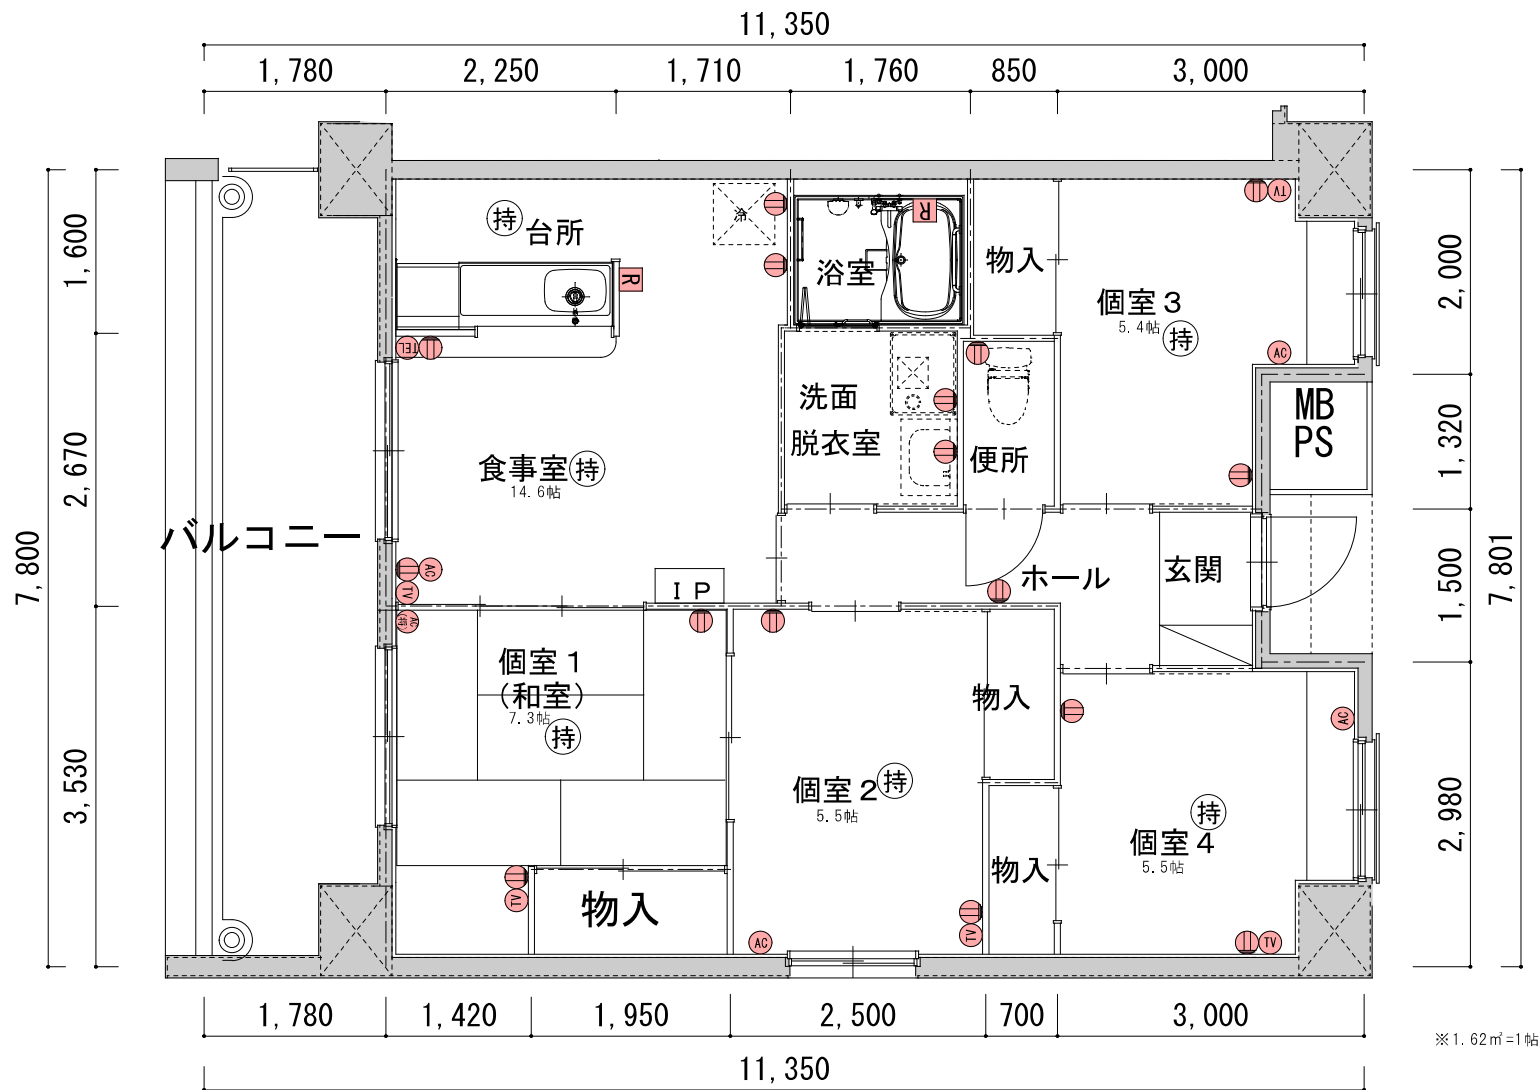 11,350
1,780
2,250
1,710
1,760
850
3,000
7,800
1,600
2,670
3,530
台所
持
冷
R
浴室
R
物入
個室3
5.4帖
持
TV
AC
TEL
洗面
脱衣室
便所
MB
PS
食事室
持
14.6帖
バルコニー
AC
TV
IP
ホール
玄関
AC
(将)
個室1
(和室)
7.3帖
持
物入
TV
個室2
持
5.5帖
物入
物入
AC
TV
個室4
持
5.5帖
AC
TV
2,000
1,320
1,500
2,980
7,801
1,780
1,420
1,950
2,500
700
3,000
11,350
※1.62㎡=1帖